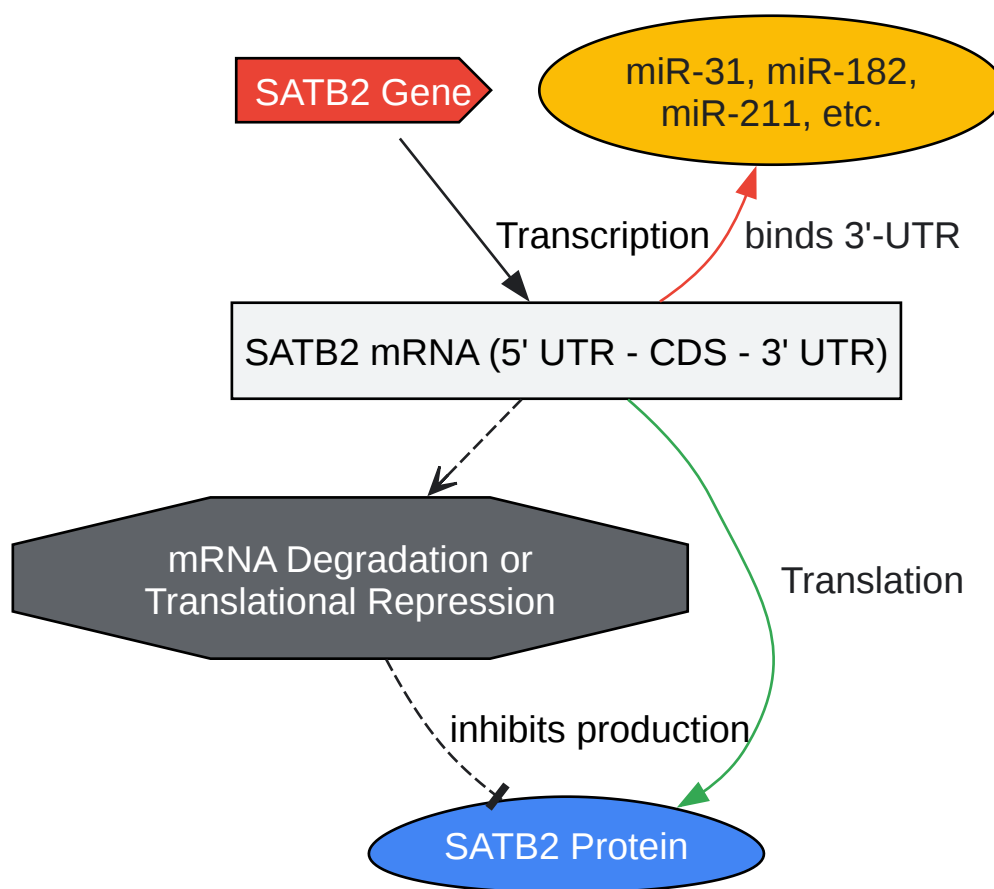 SATB2 Gene
miR-31, miR-182,
miR-211, etc.
Transcription
binds 3'-UTR
SATB2 mRNA (5' UTR - CDS - 3' UTR)
mRNA Degradation or
Translational Repression
Translation
inhibits production
SATB2 Protein